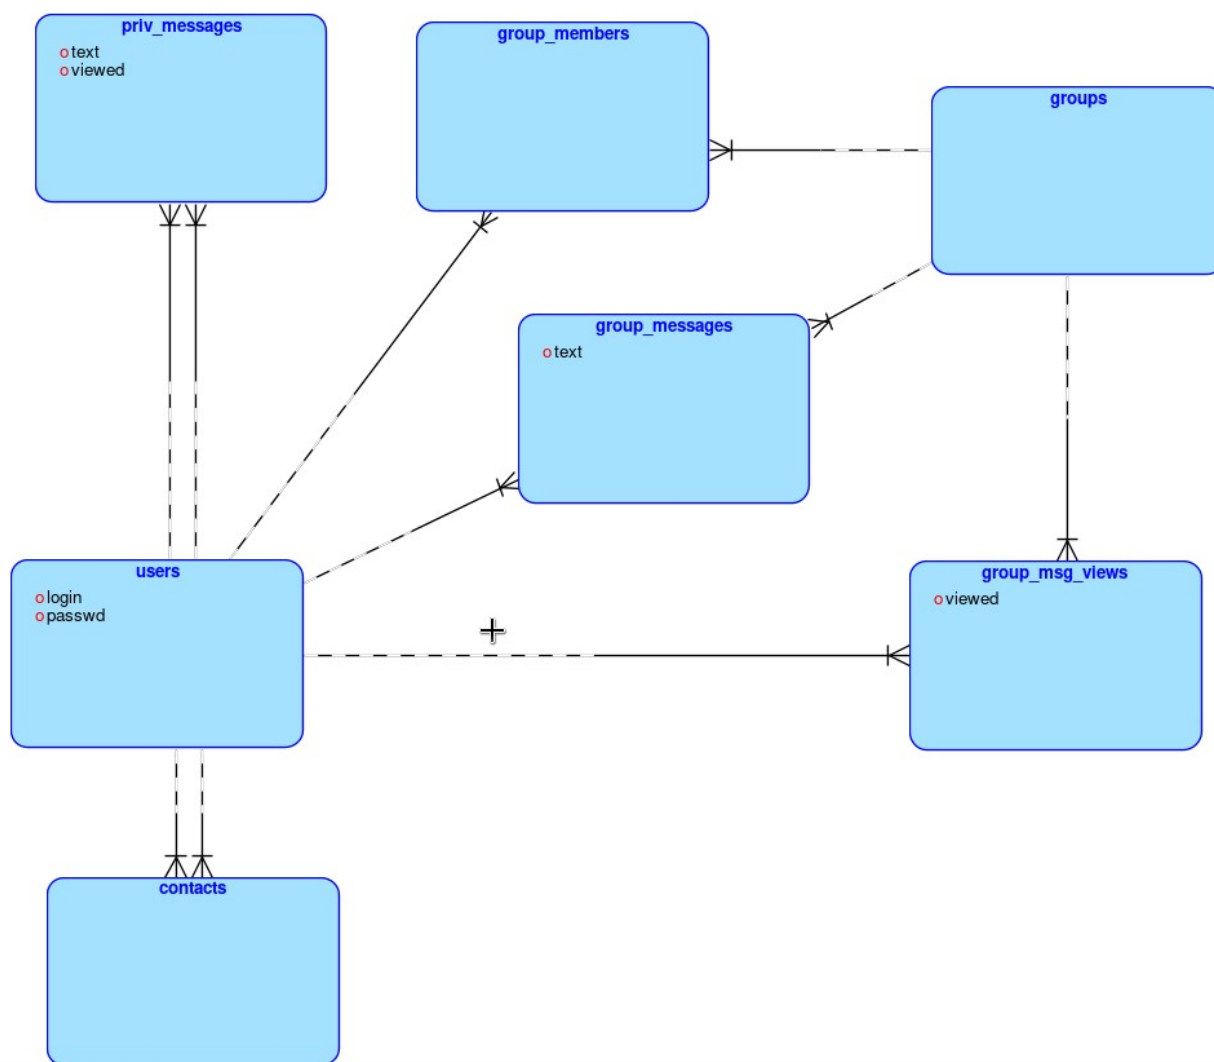 priv_messages
o text
o viewed
group_members
groups
group_messages
o text
users
o login
o passwd
group_msg_views
o viewed
contacts